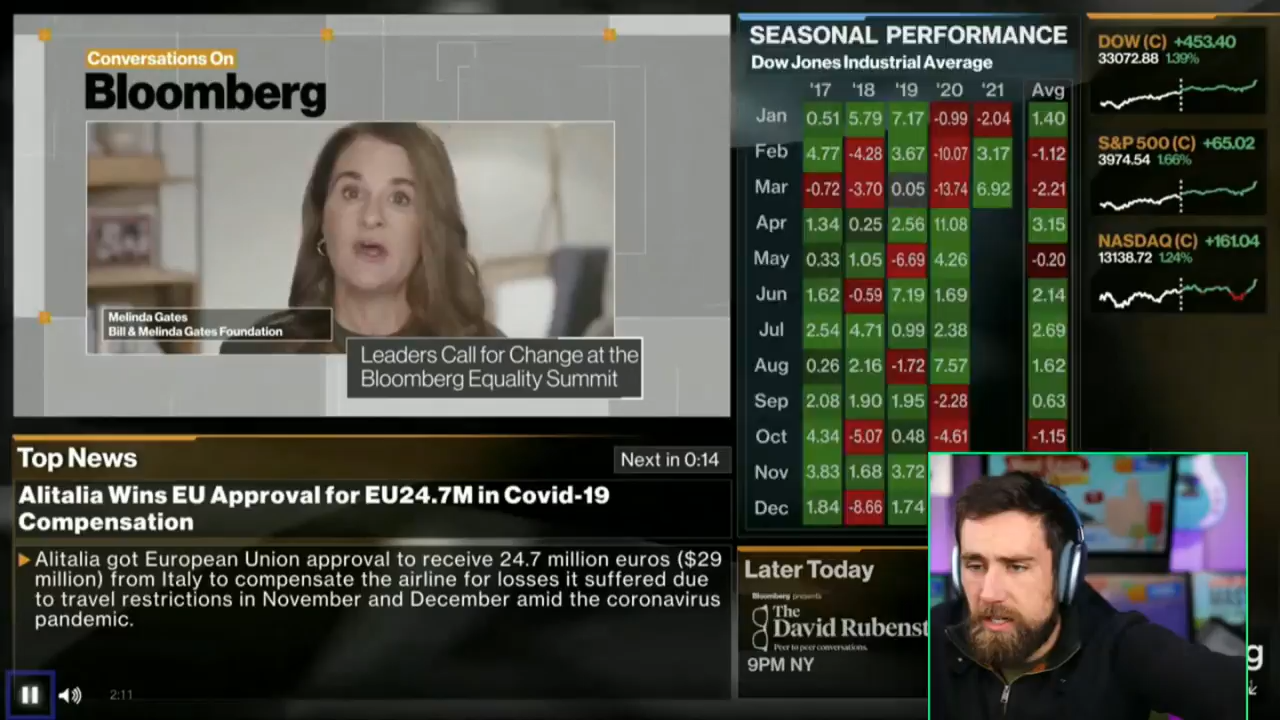 Conversations On
Bloomberg
Melinda Gates
Bill & Melinda Gates Foundation
Leaders Call for Change at the
Bloomberg Equality Summit
Top News
Next in 0:14
Alitalia Wins EU Approval for EU24.7M in Covid-19
Compensation
Alitalia got European Union approval to receive 24.7 million euros ($29
million) from Italy to compensate the airline for losses it suffered due
to travel restrictions in November and December amid the coronavirus
pandemic.
2:11
SEASONAL PERFORMANCE
Dow Jones Industrial Average
'17 '18 '19 '20 '21 Avg
Jan 0.51 5.79 7.17 -0.99 -2.04 1.40
Feb 4.77 -4.28 3.67 -10.07 3.17 -1.12
Mar -0.72 -3.70 0.05 -13.74 6.92 -2.21
Apr 1.34 0.25 2.56 11.08 3.15
May 0.33 1.05 -6.69 4.26 -0.20
Jun 1.62 -0.59 7.19 1.69 2.14
Jul 2.54 4.71 0.99 2.38 2.69
Aug 0.26 2.16 -1.72 7.57 1.62
Sep 2.08 1.90 1.95 -2.28 0.63
Oct 4.34 -5.07 0.48 -4.61 -1.15
Nov 3.83 1.68 3.72
Dec 1.84 -8.66 1.74
Later Today
Bloomberg presents
The
David Rubenst
Peer to peer conversations.
9PM NY
DOW (C) +453.40
33072.88 1.39%
S&P 500 (C) +65.02
3974.54 1.66%
NASDAQ (C) +161.04
13138.72 1.24%
g